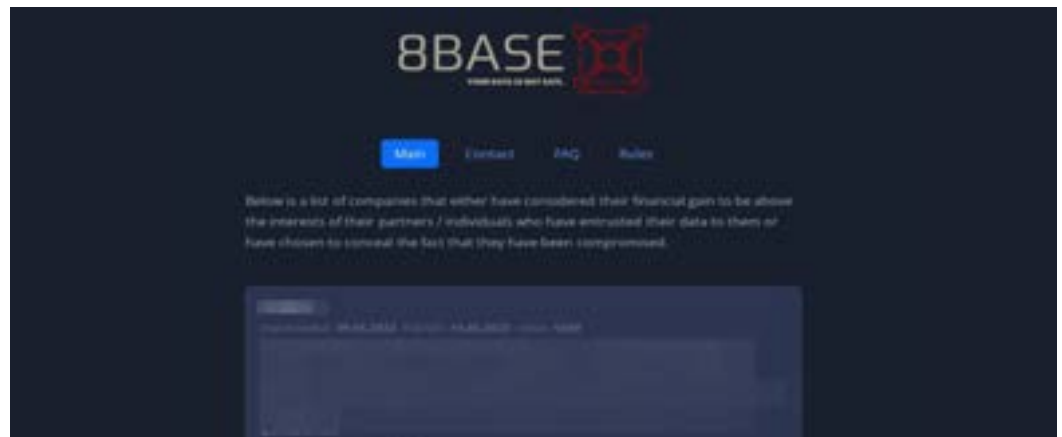 8BASE
Main Contact FAQ Rules
Below is a list of companies that either have considered their financial gain to be above
the interests of their partners / individuals who have entrusted their data to them or
have chosen to conceal the fact that they have been compromised.